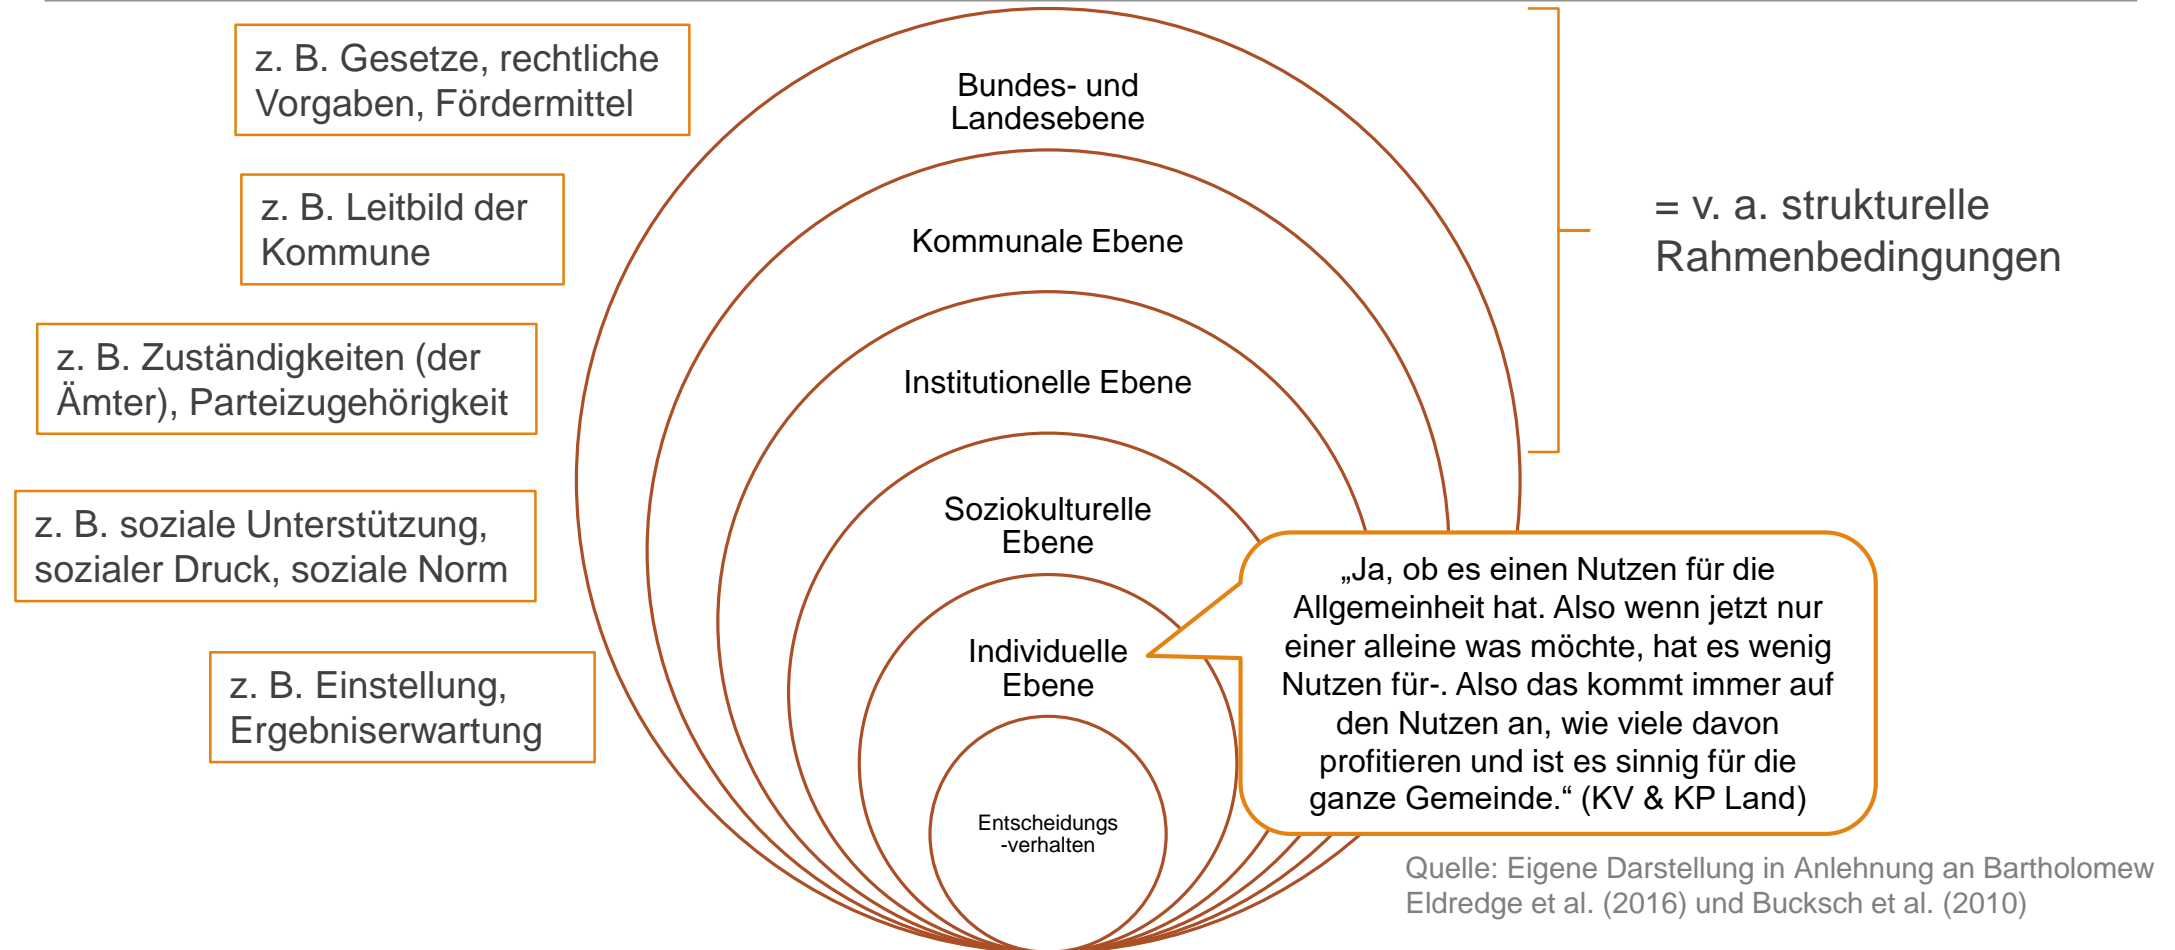 z. B. Gesetze, rechtliche
Vorgaben, Fördermittel
Bundes- und
Landesebene
z. B. Leitbild der
Kommune
Kommunale Ebene
= v. a. strukturelle
Rahmenbedingungen
z. B. Zuständigkeiten (der
Ämter), Parteizugehörigkeit
Institutionelle Ebene
z. B. soziale Unterstützung,
sozialer Druck, soziale Norm
Soziokulturelle
Ebene
z. B. Einstellung,
Ergebniserwartung
Individuelle
Ebene
„Ja, ob es einen Nutzen für die
Allgemeinheit hat. Also wenn jetzt nur
einer alleine was möchte, hat es wenig
Nutzen für-. Also das kommt immer auf
den Nutzen an, wie viele davon
profitieren und ist es sinnig für die
ganze Gemeinde.“ (KV & KP Land)
Entscheidungs
-verhalten
Quelle: Eigene Darstellung in Anlehnung an Bartholomew
Eldredge et al. (2016) und Bucksch et al. (2010)